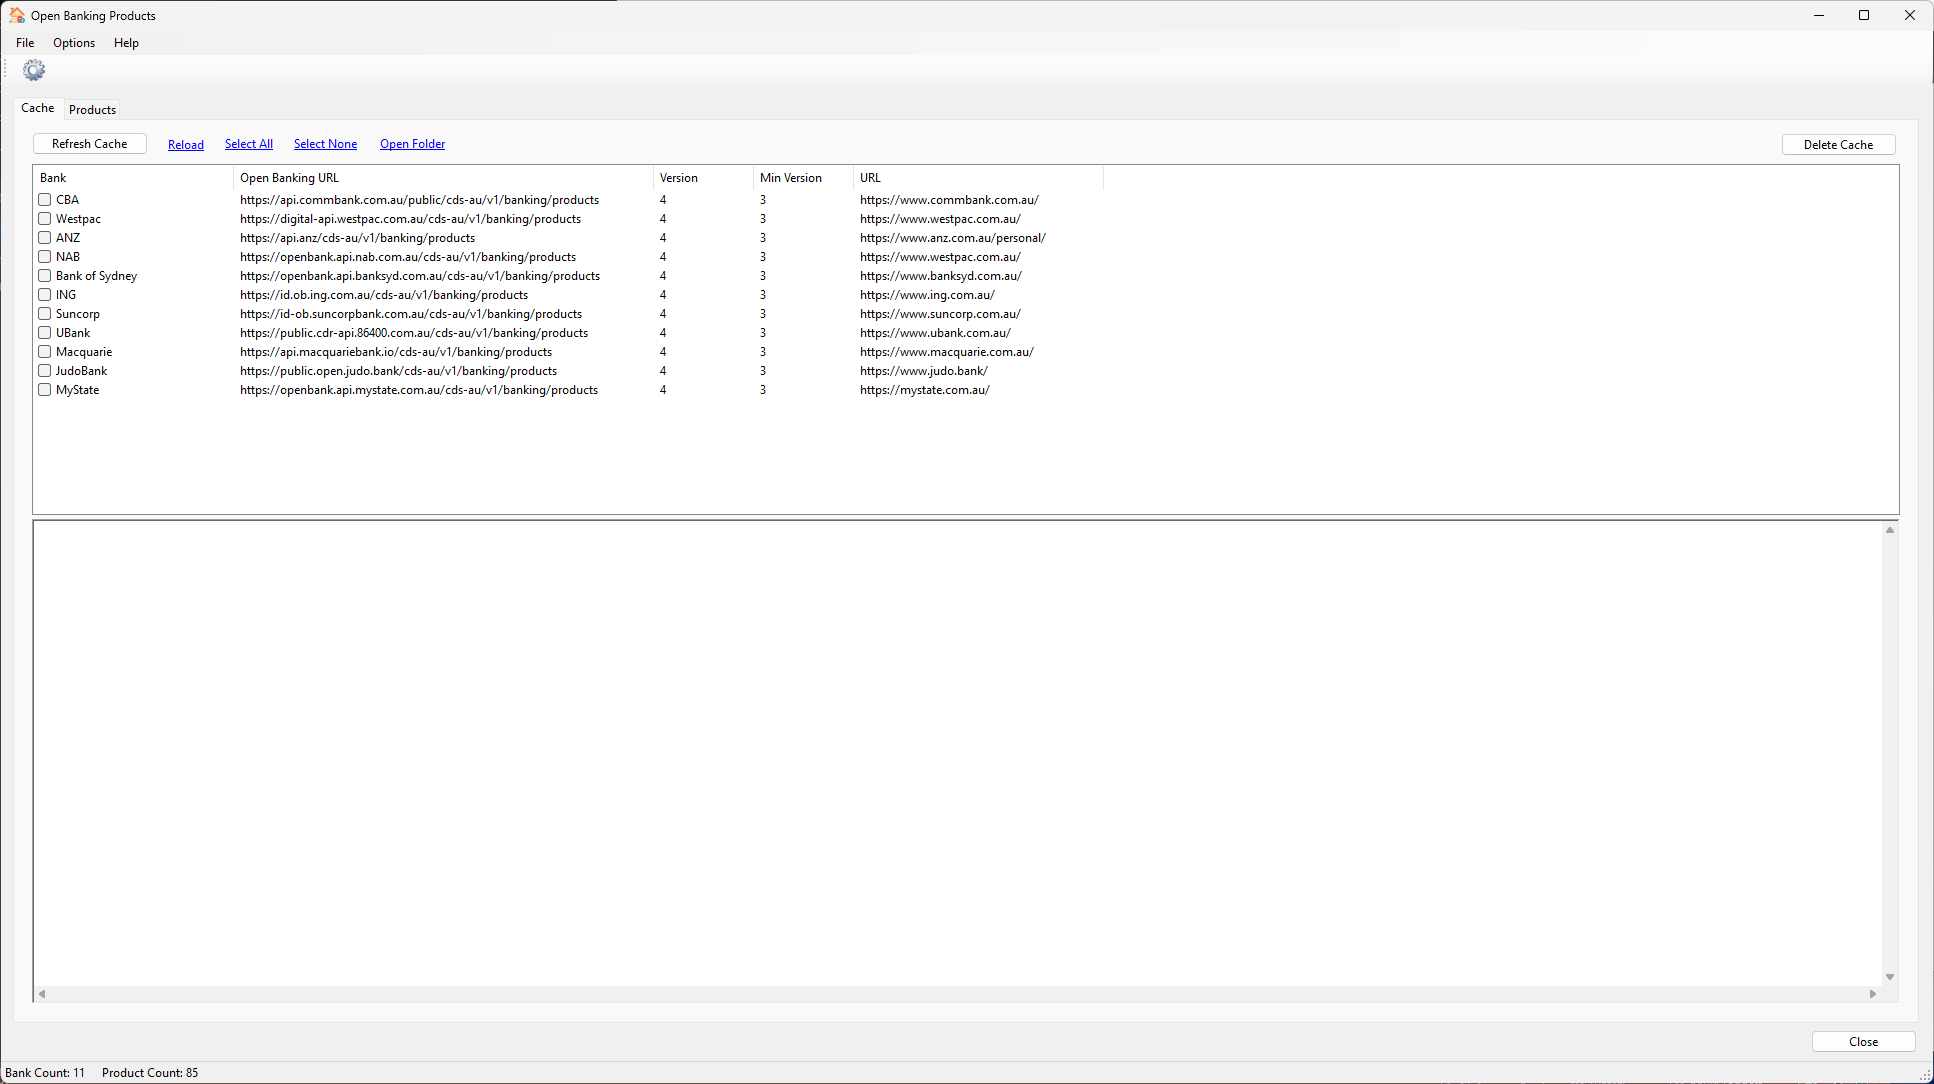 Open Banking Products
File Options Help
Cache Products
Refresh Cache Reload Select All Select None Open Folder Delete Cache
Bank Open Banking URL Version Min Version URL
CBA https://api.commbank.com.au/public/cds-au/v1/banking/products 4 3 https://www.commbank.com.au/
Westpac https://digital-api.westpac.com.au/cds-au/v1/banking/products 4 3 https://www.westpac.com.au/
ANZ https://api.anz/cds-au/v1/banking/products 4 3 https://www.anz.com.au/personal/
NAB https://openbank.api.nab.com.au/cds-au/v1/banking/products 4 3 https://www.westpac.com.au/
Bank of Sydney https://openbank.api.banksyd.com.au/cds-au/v1/banking/products 4 3 https://www.banksyd.com.au/
ING https://id.ob.ing.com.au/cds-au/v1/banking/products 4 3 https://www.ing.com.au/
Suncorp https://id-ob.suncorpbank.com.au/cds-au/v1/banking/products 4 3 https://www.suncorp.com.au/
UBank https://public.cdr-api.86400.com.au/cds-au/v1/banking/products 4 3 https://www.ubank.com.au/
Macquarie https://api.macquariebank.io/cds-au/v1/banking/products 4 3 https://www.macquarie.com.au/
JudoBank https://public.open.judo.bank/cds-au/v1/banking/products 4 3 https://www.judo.bank/
MyState https://openbank.api.mystate.com.au/cds-au/v1/banking/products 4 3 https://mystate.com.au/
Close
Bank Count: 11 Product Count: 85